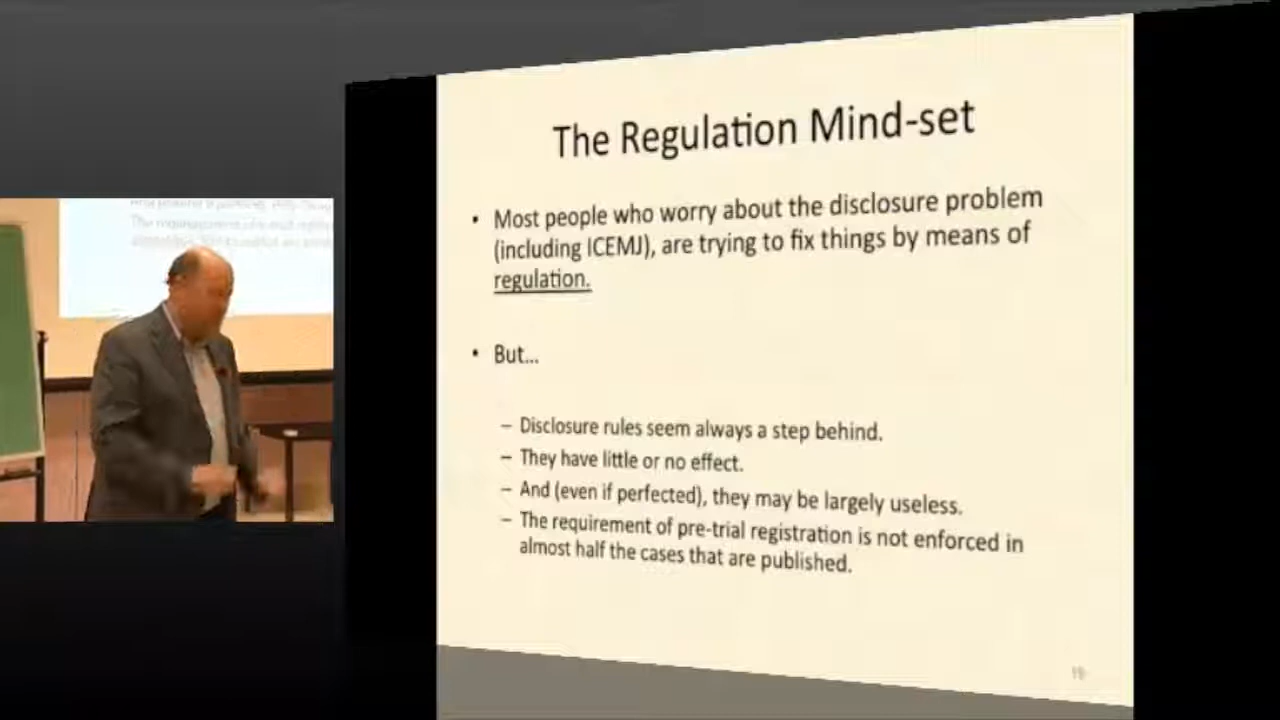 The Regulation Mind-set
• Most people who worry about the disclosure problem
(including ICEMJ), are trying to fix things by means of
regulation.
• But...
– Disclosure rules seem always a step behind.
– They have little or no effect.
– And (even if perfected), they may be largely useless.
– The requirement of pre-trial registration is not enforced in
almost half the cases that are published.